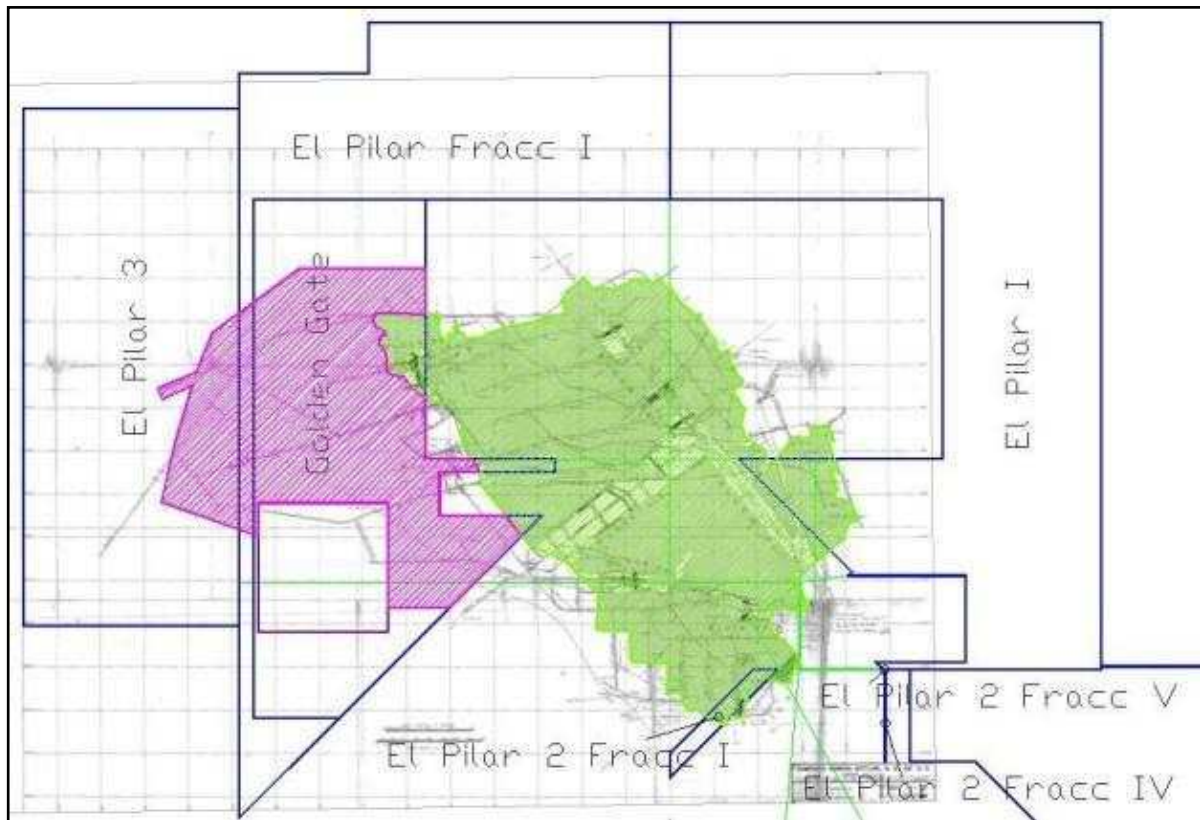 El Pilar Fracc I
El Pilar 3
Golden Gate
El Pilar I
El Pilar 2 Fracc V
El Pilar 2 Fracc I
El Pilar 2 Fracc IV